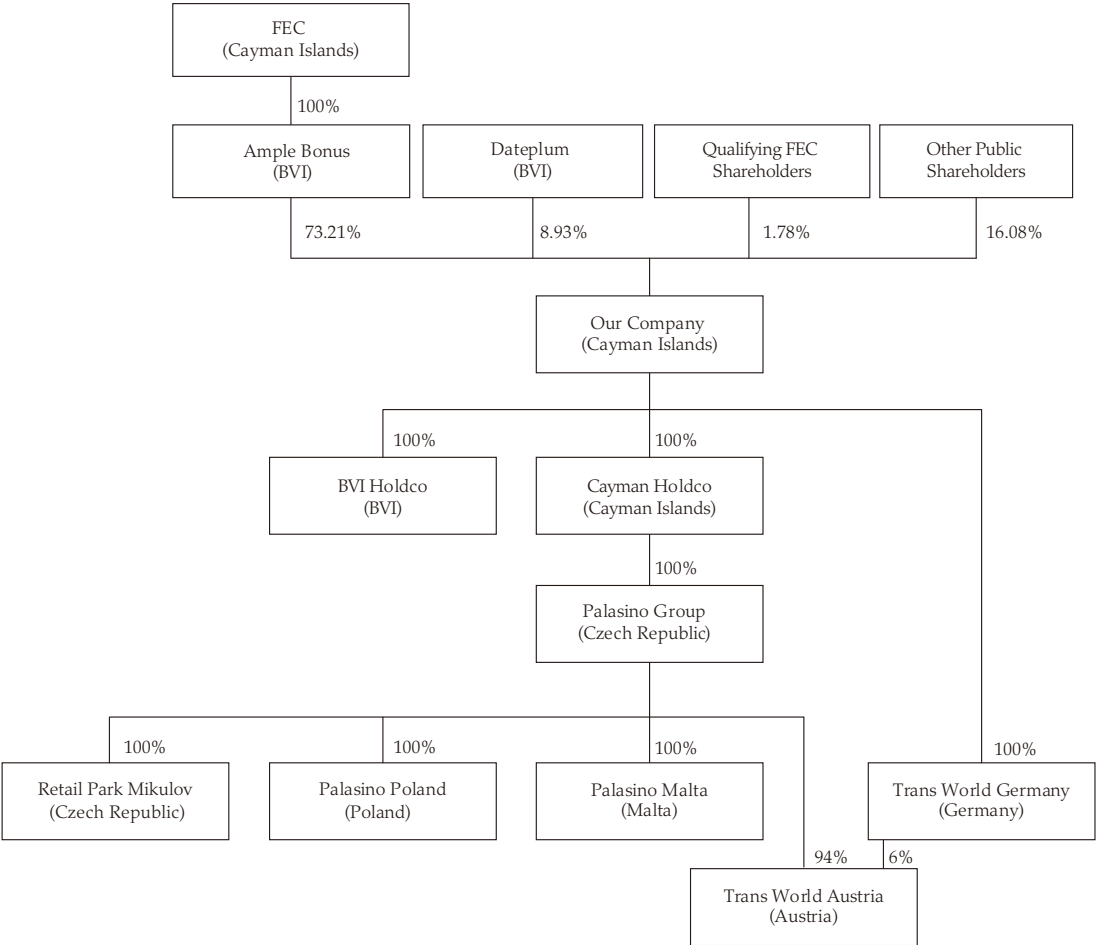 FEC
(Cayman Islands)
100%
Ample Bonus
(BVI)
Dateplum
(BVI)
Qualifying FEC
Shareholders
Other Public
Shareholders
73.21%
8.93%
1.78%
16.08%
Our Company
(Cayman Islands)
100%
100%
BVI Holdco
(BVI)
Cayman Holdco
(Cayman Islands)
100%
Palasino Group
(Czech Republic)
100%
100%
100%
100%
Retail Park Mikulov
(Czech Republic)
Palasino Poland
(Poland)
Palasino Malta
(Malta)
Trans World Germany
(Germany)
94%
6%
Trans World Austria
(Austria)